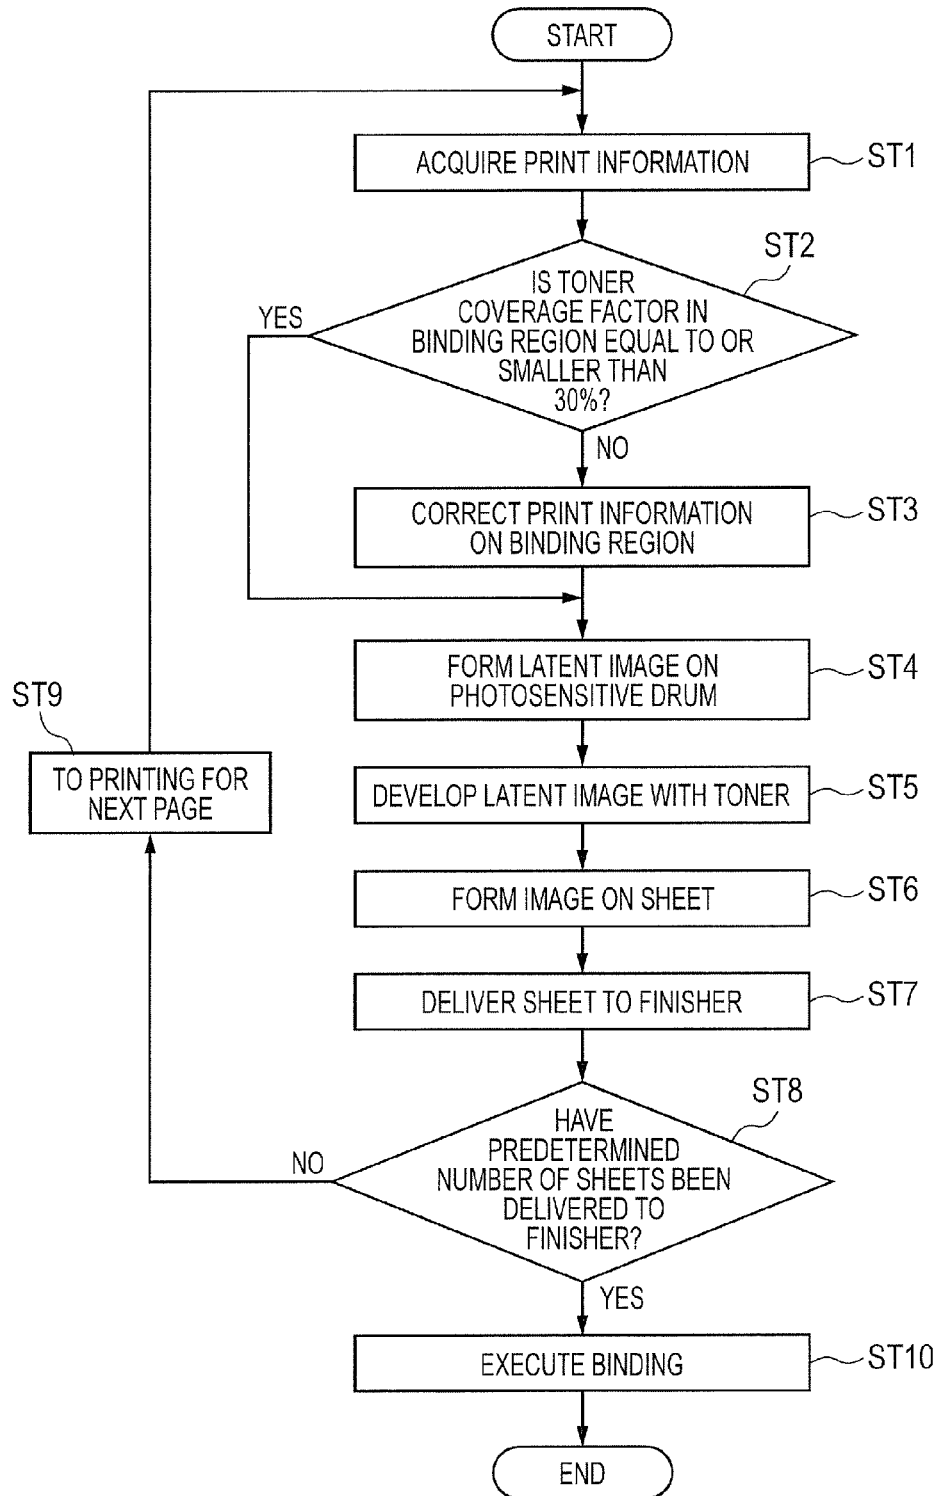 START
ACQUIRE PRINT INFORMATION
ST1
ST2
IS TONER
COVERAGE FACTOR IN
BINDING REGION EQUAL TO OR
SMALLER THAN
30%?
YES
NO
CORRECT PRINT INFORMATION
ON BINDING REGION
ST3
FORM LATENT IMAGE ON
PHOTOSENSITIVE DRUM
ST4
ST9
TO PRINTING FOR
NEXT PAGE
DEVELOP LATENT IMAGE WITH TONER
ST5
FORM IMAGE ON SHEET
ST6
DELIVER SHEET TO FINISHER
ST7
ST8
HAVE
PREDETERMINED
NUMBER OF SHEETS BEEN
DELIVERED TO
FINISHER?
NO
YES
EXECUTE BINDING
ST10
END